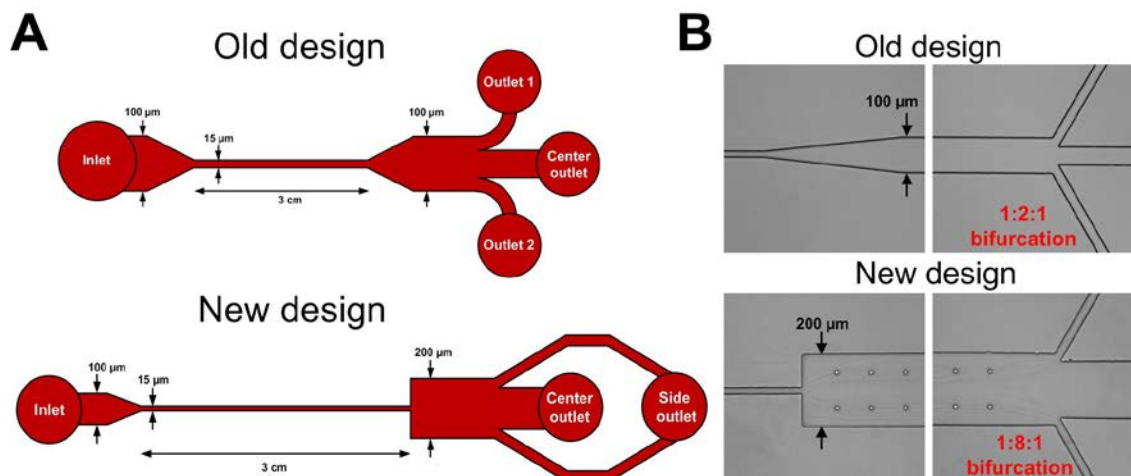 A
Old design
100 µm
15 µm
100 µm
Inlet
3 cm
Outlet 1
Center
outlet
Outlet 2
New design
100 µm
15 µm
200 µm
Inlet
3 cm
Center
outlet
Side
outlet
B
Old design
100 µm
1:2:1
bifurcation
New design
200 µm
1:8:1
bifurcation